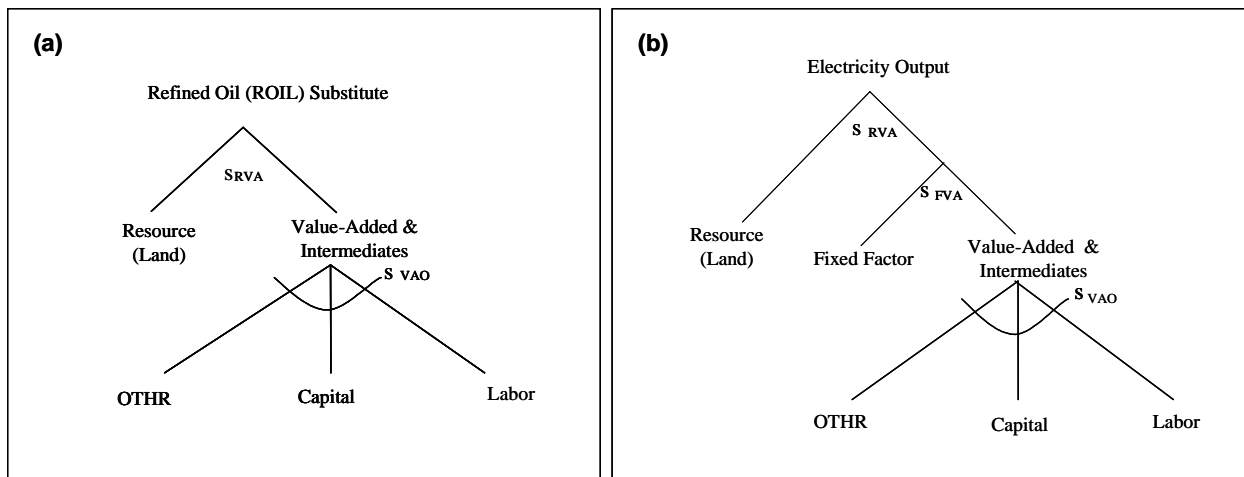 (a)
Refined Oil (ROIL) Substitute
SRVA
Resource
(Land)
Value-Added &
Intermediates
S VAO
OTHR
Capital
Labor
(b)
Electricity Output
S RVA
S FVA
Resource
(Land)
Fixed Factor
Value-Added &
Intermediates
S VAO
OTHR
Capital
Labor